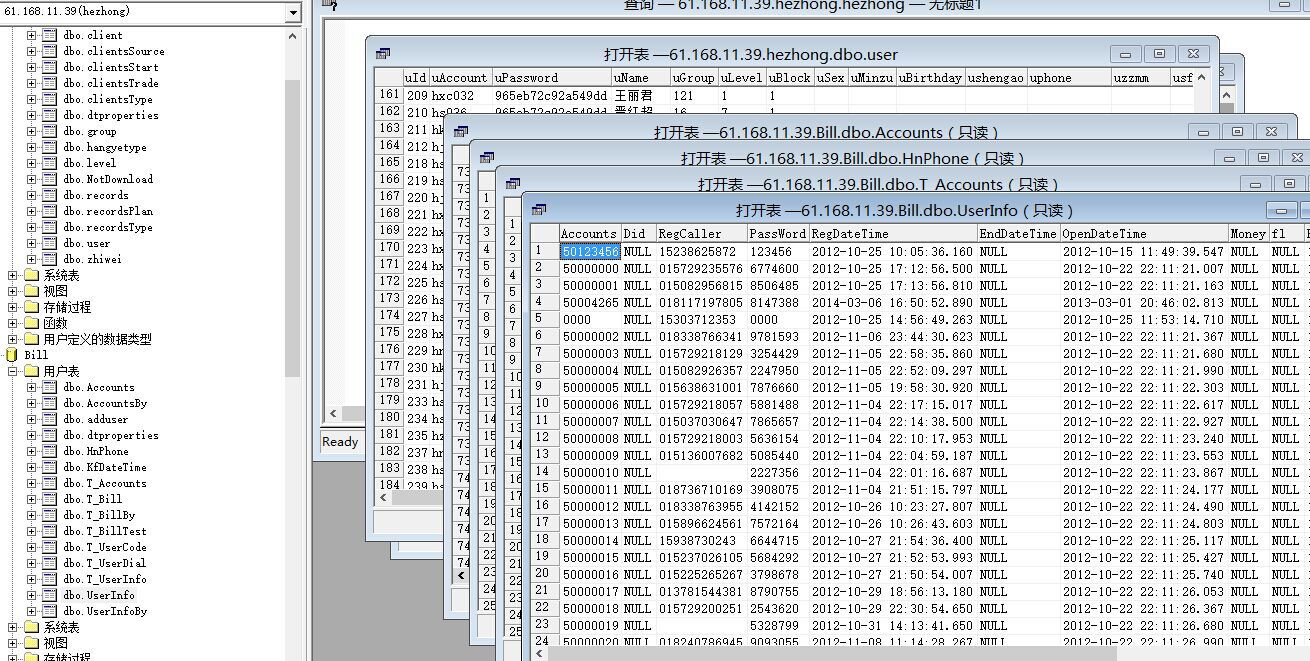 61.168.11.39(hezhong)
查询 — 61.168.11.39.hezhong.hezhong — 无标题1
dbo.client
dbo.clientsSource
dbo.clientsStart
dbo.clientsTrade
dbo.clientsType
dbo.dtproperties
dbo.group
dbo.hangyetype
dbo.level
dbo.NotDownload
dbo.records
dbo.recordsPlan
dbo.recordsType
dbo.user
dbo.zhiwei
系统表
视图
存储过程
函数
用户定义的数据类型
Bill
用户表
dbo.Accounts
dbo.AccountsBy
dbo.adduser
dbo.dtproperties
dbo.HnPhone
dbo.KfDateTime
dbo.T_Accounts
dbo.T_Bill
dbo.T_BillBy
dbo.T_BillTest
dbo.T_UserCode
dbo.T_UserDial
dbo.T_UserInfo
dbo.UserInfo
dbo.UserInfoBy
系统表
视图
存储过程
Ready
打开表 —61.168.11.39.hezhong.dbo.user
uId uAccount uPassword uName uGroup uLevel uBlock uSex uMinzu uBirthday ushengao uphone uzzmm usf
161 209 hxc032 965eb72c92a549dd 王丽君 121 1 1
162 210 hs036 965eb72c92a549dd 16 7 1
163 211
164 212
165 218
166 219
167 220
168 221
169 222
170 223
171 224
172 225
173 226
174 227
175 228
176 229
177 230
178 231
179 233
180 234
181 235
182 237
183 238
184 239
打开表 —61.168.11.39.Bill.dbo.Accounts（只读）
打开表 —61.168.11.39.Bill.dbo.HnPhone（只读）
打开表 —61.168.11.39.Bill.dbo.T_Accounts（只读）
打开表 —61.168.11.39.Bill.dbo.UserInfo（只读）
Accounts Did RegCaller PassWord RegDateTime EndDateTime OpenDateTime Money fl
1 50123456 NULL 15238625872 123456 2012-10-25 10:05:36.160 NULL 2012-10-15 11:49:39.547 NULL NULL
2 50000000 NULL 015729235576 6774600 2012-10-25 17:12:56.500 NULL 2012-10-22 22:11:21.007 NULL NULL
3 50000001 NULL 015082956815 8506485 2012-10-25 17:13:56.810 NULL 2012-10-22 22:11:21.163 NULL NULL
4 50004265 NULL 018117197805 8147388 2014-03-06 16:50:52.890 NULL 2013-03-01 20:46:02.813 NULL NULL
5 0000 NULL 15303712353 0000 2012-10-25 14:56:49.263 NULL 2012-10-25 11:53:14.710 NULL NULL
6 50000002 NULL 018338766341 9781593 2012-11-06 23:44:30.623 NULL 2012-10-22 22:11:21.367 NULL NULL
7 50000003 NULL 015729218129 3254429 2012-11-05 22:58:35.860 NULL 2012-10-22 22:11:21.680 NULL NULL
8 50000004 NULL 015082926357 2247950 2012-11-05 22:52:09.297 NULL 2012-10-22 22:11:21.990 NULL NULL
9 50000005 NULL 015638631001 7876660 2012-11-05 19:58:30.920 NULL 2012-10-22 22:11:22.303 NULL NULL
10 50000006 NULL 015729218057 5881488 2012-11-04 22:17:15.017 NULL 2012-10-22 22:11:22.617 NULL NULL
11 50000007 NULL 015037030647 7865657 2012-11-04 22:14:38.500 NULL 2012-10-22 22:11:22.927 NULL NULL
12 50000008 NULL 015729218003 5636154 2012-11-04 22:10:17.953 NULL 2012-10-22 22:11:23.240 NULL NULL
13 50000009 NULL 015136007682 5085440 2012-11-04 22:04:59.187 NULL 2012-10-22 22:11:23.553 NULL NULL
14 50000010 NULL 2227356 2012-11-04 22:01:16.687 NULL 2012-10-22 22:11:23.867 NULL NULL
15 50000011 NULL 018736710169 3908075 2012-11-04 21:51:15.797 NULL 2012-10-22 22:11:24.177 NULL NULL
16 50000012 NULL 018338763955 4142152 2012-10-26 10:23:27.807 NULL 2012-10-22 22:11:24.490 NULL NULL
17 50000013 NULL 015896624561 7572164 2012-10-26 10:26:43.603 NULL 2012-10-22 22:11:24.803 NULL NULL
18 50000014 NULL 15938730243 6644715 2012-10-27 21:54:36.400 NULL 2012-10-22 22:11:25.117 NULL NULL
19 50000015 NULL 015237026105 5684292 2012-10-27 21:52:53.993 NULL 2012-10-22 22:11:25.427 NULL NULL
20 50000016 NULL 015225265267 3798678 2012-10-27 21:50:54.007 NULL 2012-10-22 22:11:25.740 NULL NULL
21 50000017 NULL 013781544381 8790755 2012-10-29 18:56:13.180 NULL 2012-10-22 22:11:26.053 NULL NULL
22 50000018 NULL 015729200251 2543620 2012-10-29 22:30:54.650 NULL 2012-10-22 22:11:26.367 NULL NULL
23 50000019 NULL 5328799 2012-10-31 14:13:41.650 NULL 2012-10-22 22:11:26.680 NULL NULL
24 50000020 NULL 018240786945 9093055 2012-11-08 11:14:28.267 NULL 2012-10-22 22:11:26.990 NULL NULL